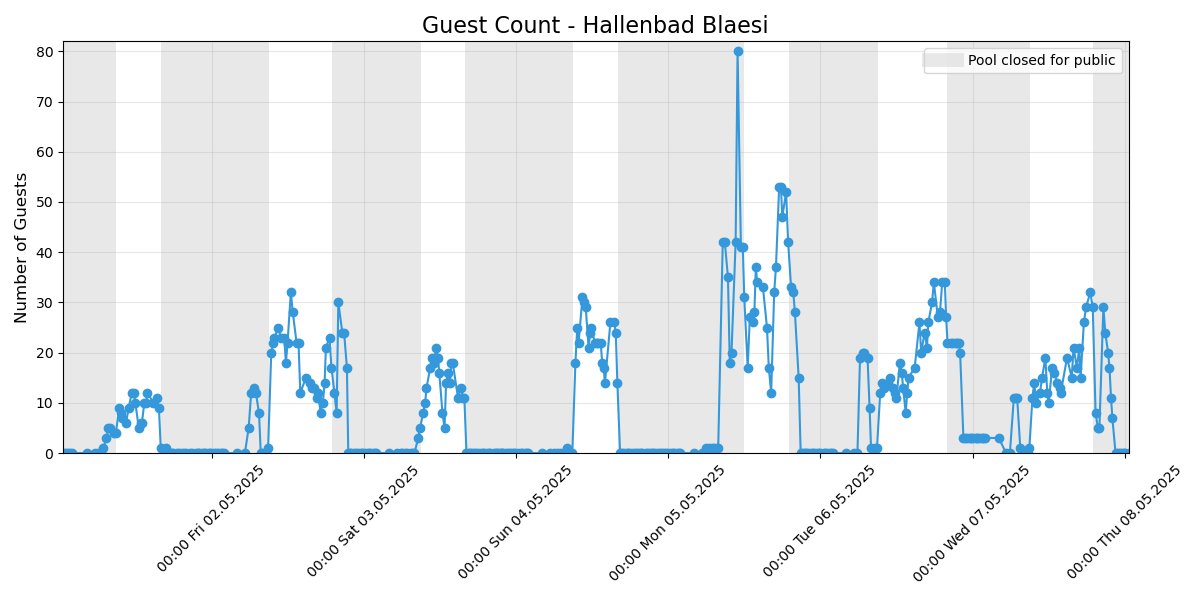 Guest Count - Hallenbad Blaesi
Pool closed for public
Number of Guests
80
70
60
50
40
30
20
10
0
00:00 Fri 02.05.2025
00:00 Sat 03.05.2025
00:00 Sun 04.05.2025
00:00 Mon 05.05.2025
00:00 Tue 06.05.2025
00:00 Wed 07.05.2025
00:00 Thu 08.05.2025